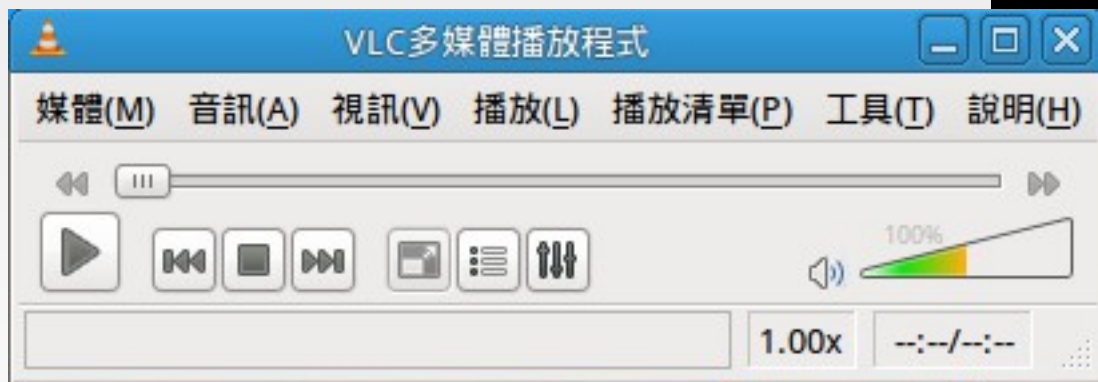 VLC多媒體播放程式
媒體(M) 音訊(A) 視訊(V) 播放(L) 播放清單(P) 工具(T) 說明(H)
100%
1.00x --:--/--:--